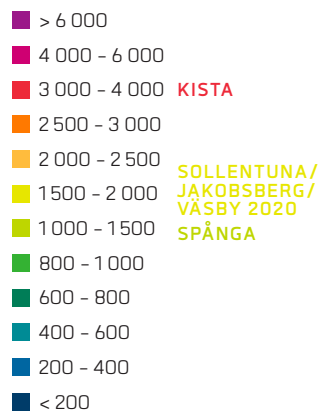 > 6 000
4 000 – 6 000
3 000 – 4 000 KISTA
2 500 – 3 000
2 000 – 2 500
SOLLENTUNA/
JAKOBSBERG/
1 500 – 2 000
VÄSBY 2020
1 000 – 1 500
SPÅNGA
800 – 1 000
600 – 800
400 – 600
200 – 400
< 200